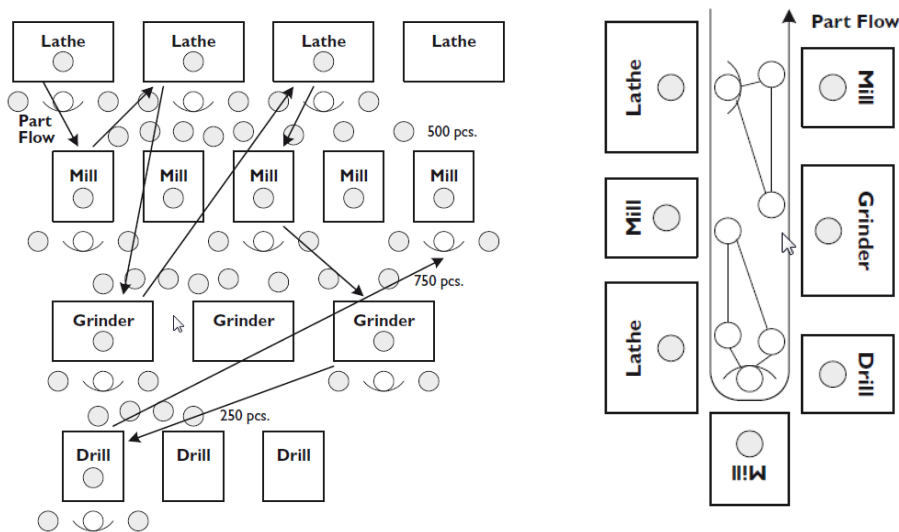 Lathe
Lathe
Lathe
Lathe
Part
Flow
500 pcs.
Mill
Mill
Mill
Mill
Mill
750 pcs.
Grinder
Grinder
Grinder
250 pcs.
Drill
Drill
Drill
Part Flow
Lathe
Mill
Lathe
Mill
Grinder
Drill
Mill